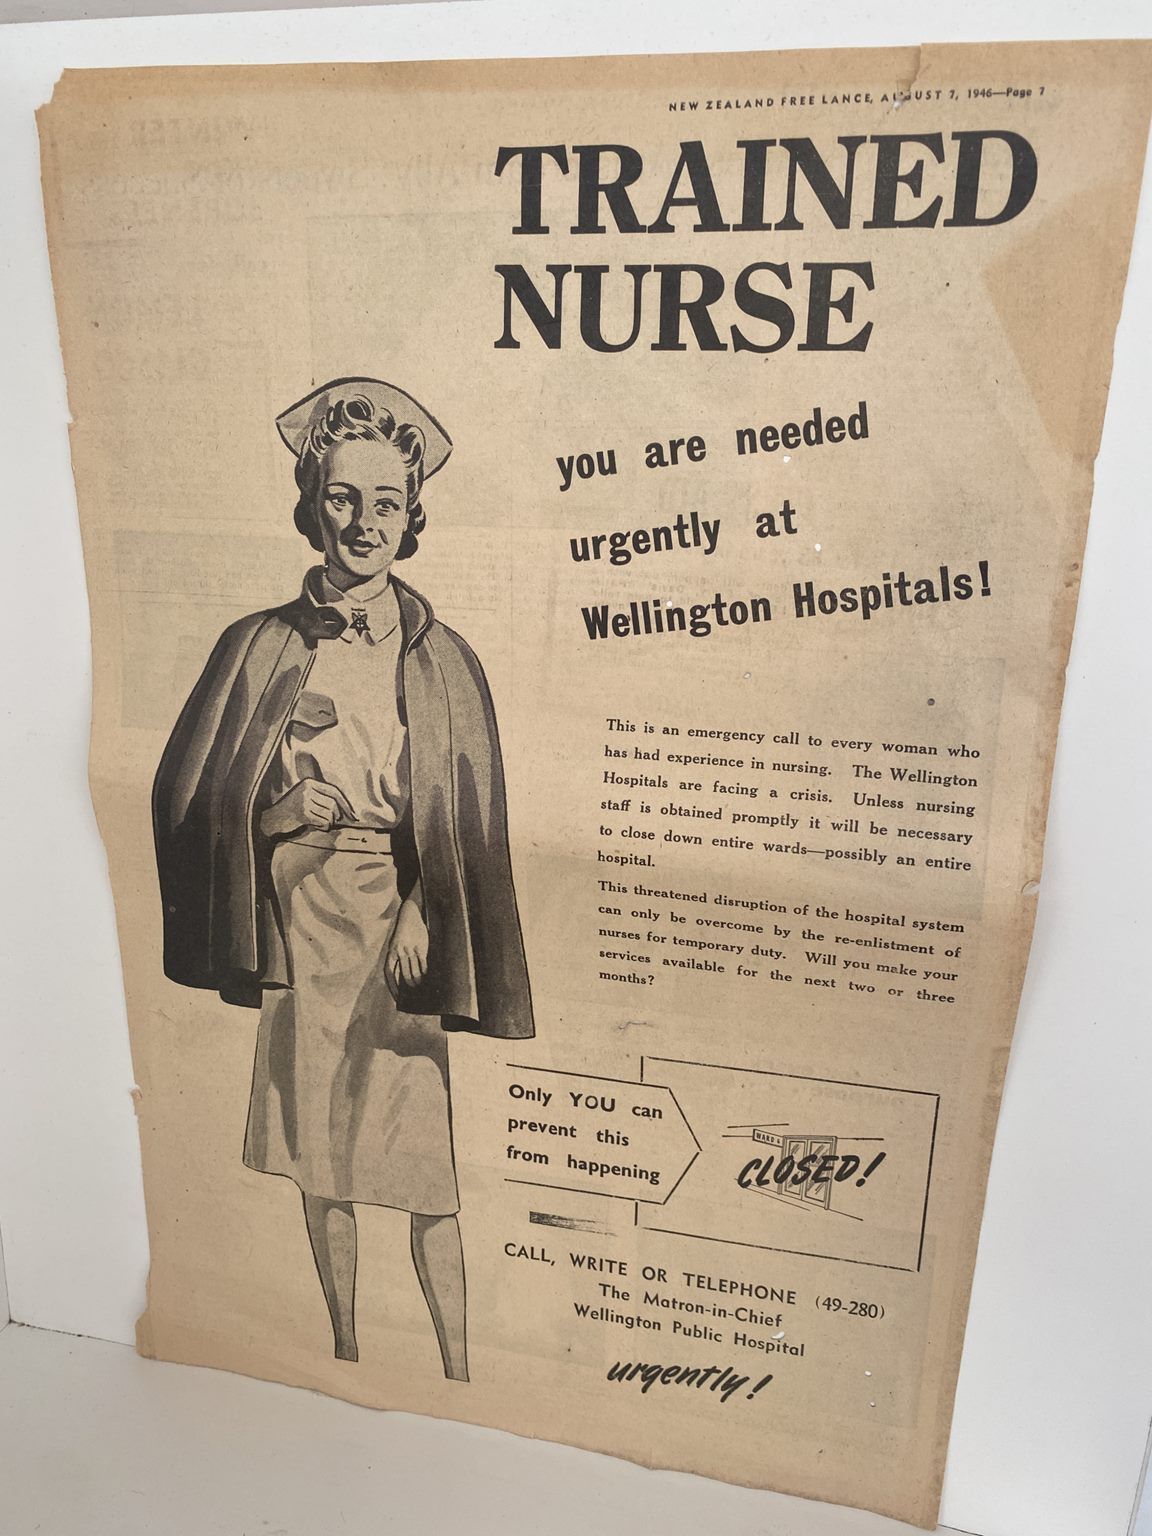 NEW ZEALAND FREE LANCE, AUGUST 7, 1946—Page 7
TRAINED
NURSE
you are needed
urgently at
Wellington Hospitals!
This is an emergency call to every woman who
has had experience in nursing. The Wellington
Hospitals are facing a crisis. Unless nursing
staff is obtained promptly it will be necessary
to close down entire wards—possibly an entire
hospital.
This threatened disruption of the hospital system
can only be overcome by the re-enlistment of
nurses for temporary duty. Will you make your
services available for the next two or three
months?
Only YOU can
prevent this
from happening
WARD 6
CLOSED!
CALL, WRITE OR TELEPHONE (49-280)
The Matron-in-Chief
Wellington Public Hospital
urgently!